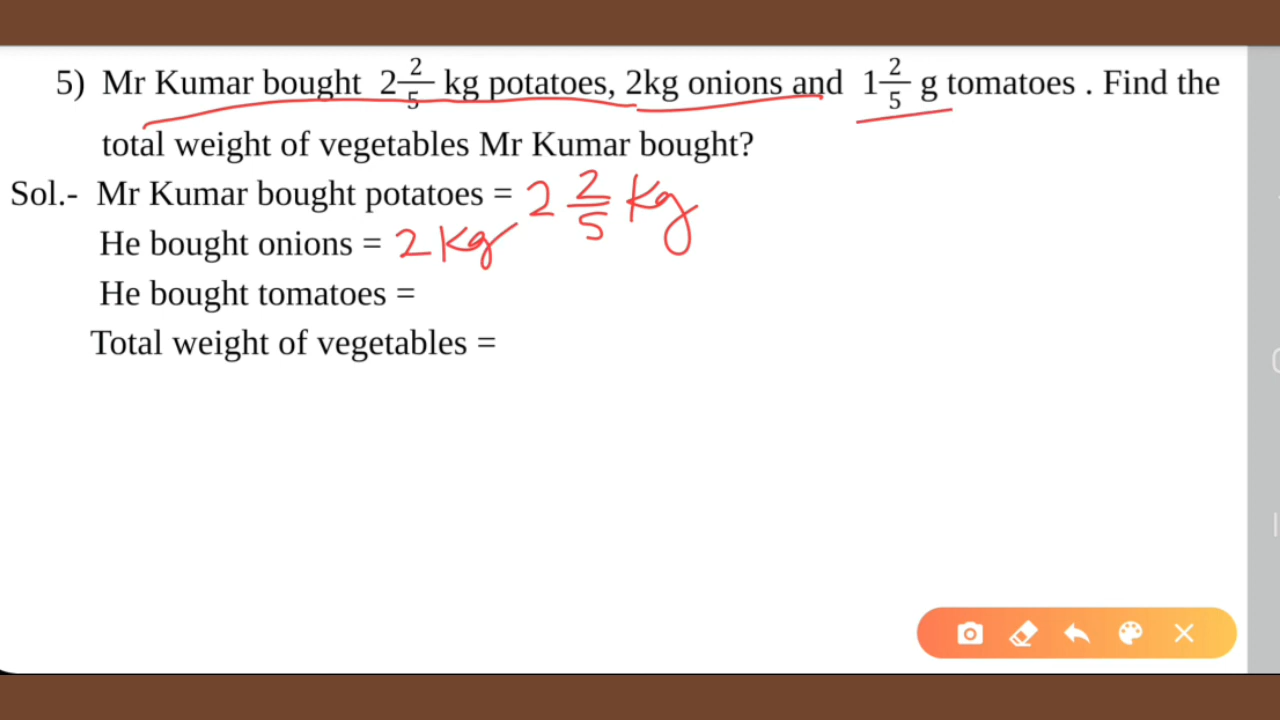 5) Mr Kumar bought 2 2/5 kg potatoes, 2kg onions and 1 2/5 g tomatoes . Find the
total weight of vegetables Mr Kumar bought?
Sol.- Mr Kumar bought potatoes = 2 2/5 Kg
He bought onions = 2 Kg
He bought tomatoes =
Total weight of vegetables =